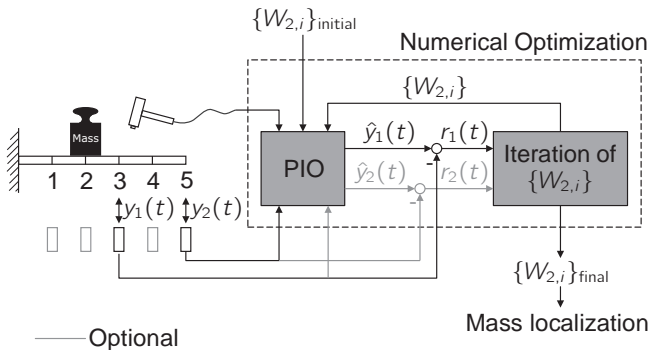 {W₂,ᵢ}initial
Numerical Optimization
{W₂,ᵢ}
Mass
PIO
ŷ₁(t)
r₁(t)
-
ŷ₂(t)
r₂(t)
-
Iteration of
{W₂,ᵢ}
1 2 3 4 5
y₁(t) y₂(t)
{W₂,ᵢ}final
Mass localization
Optional